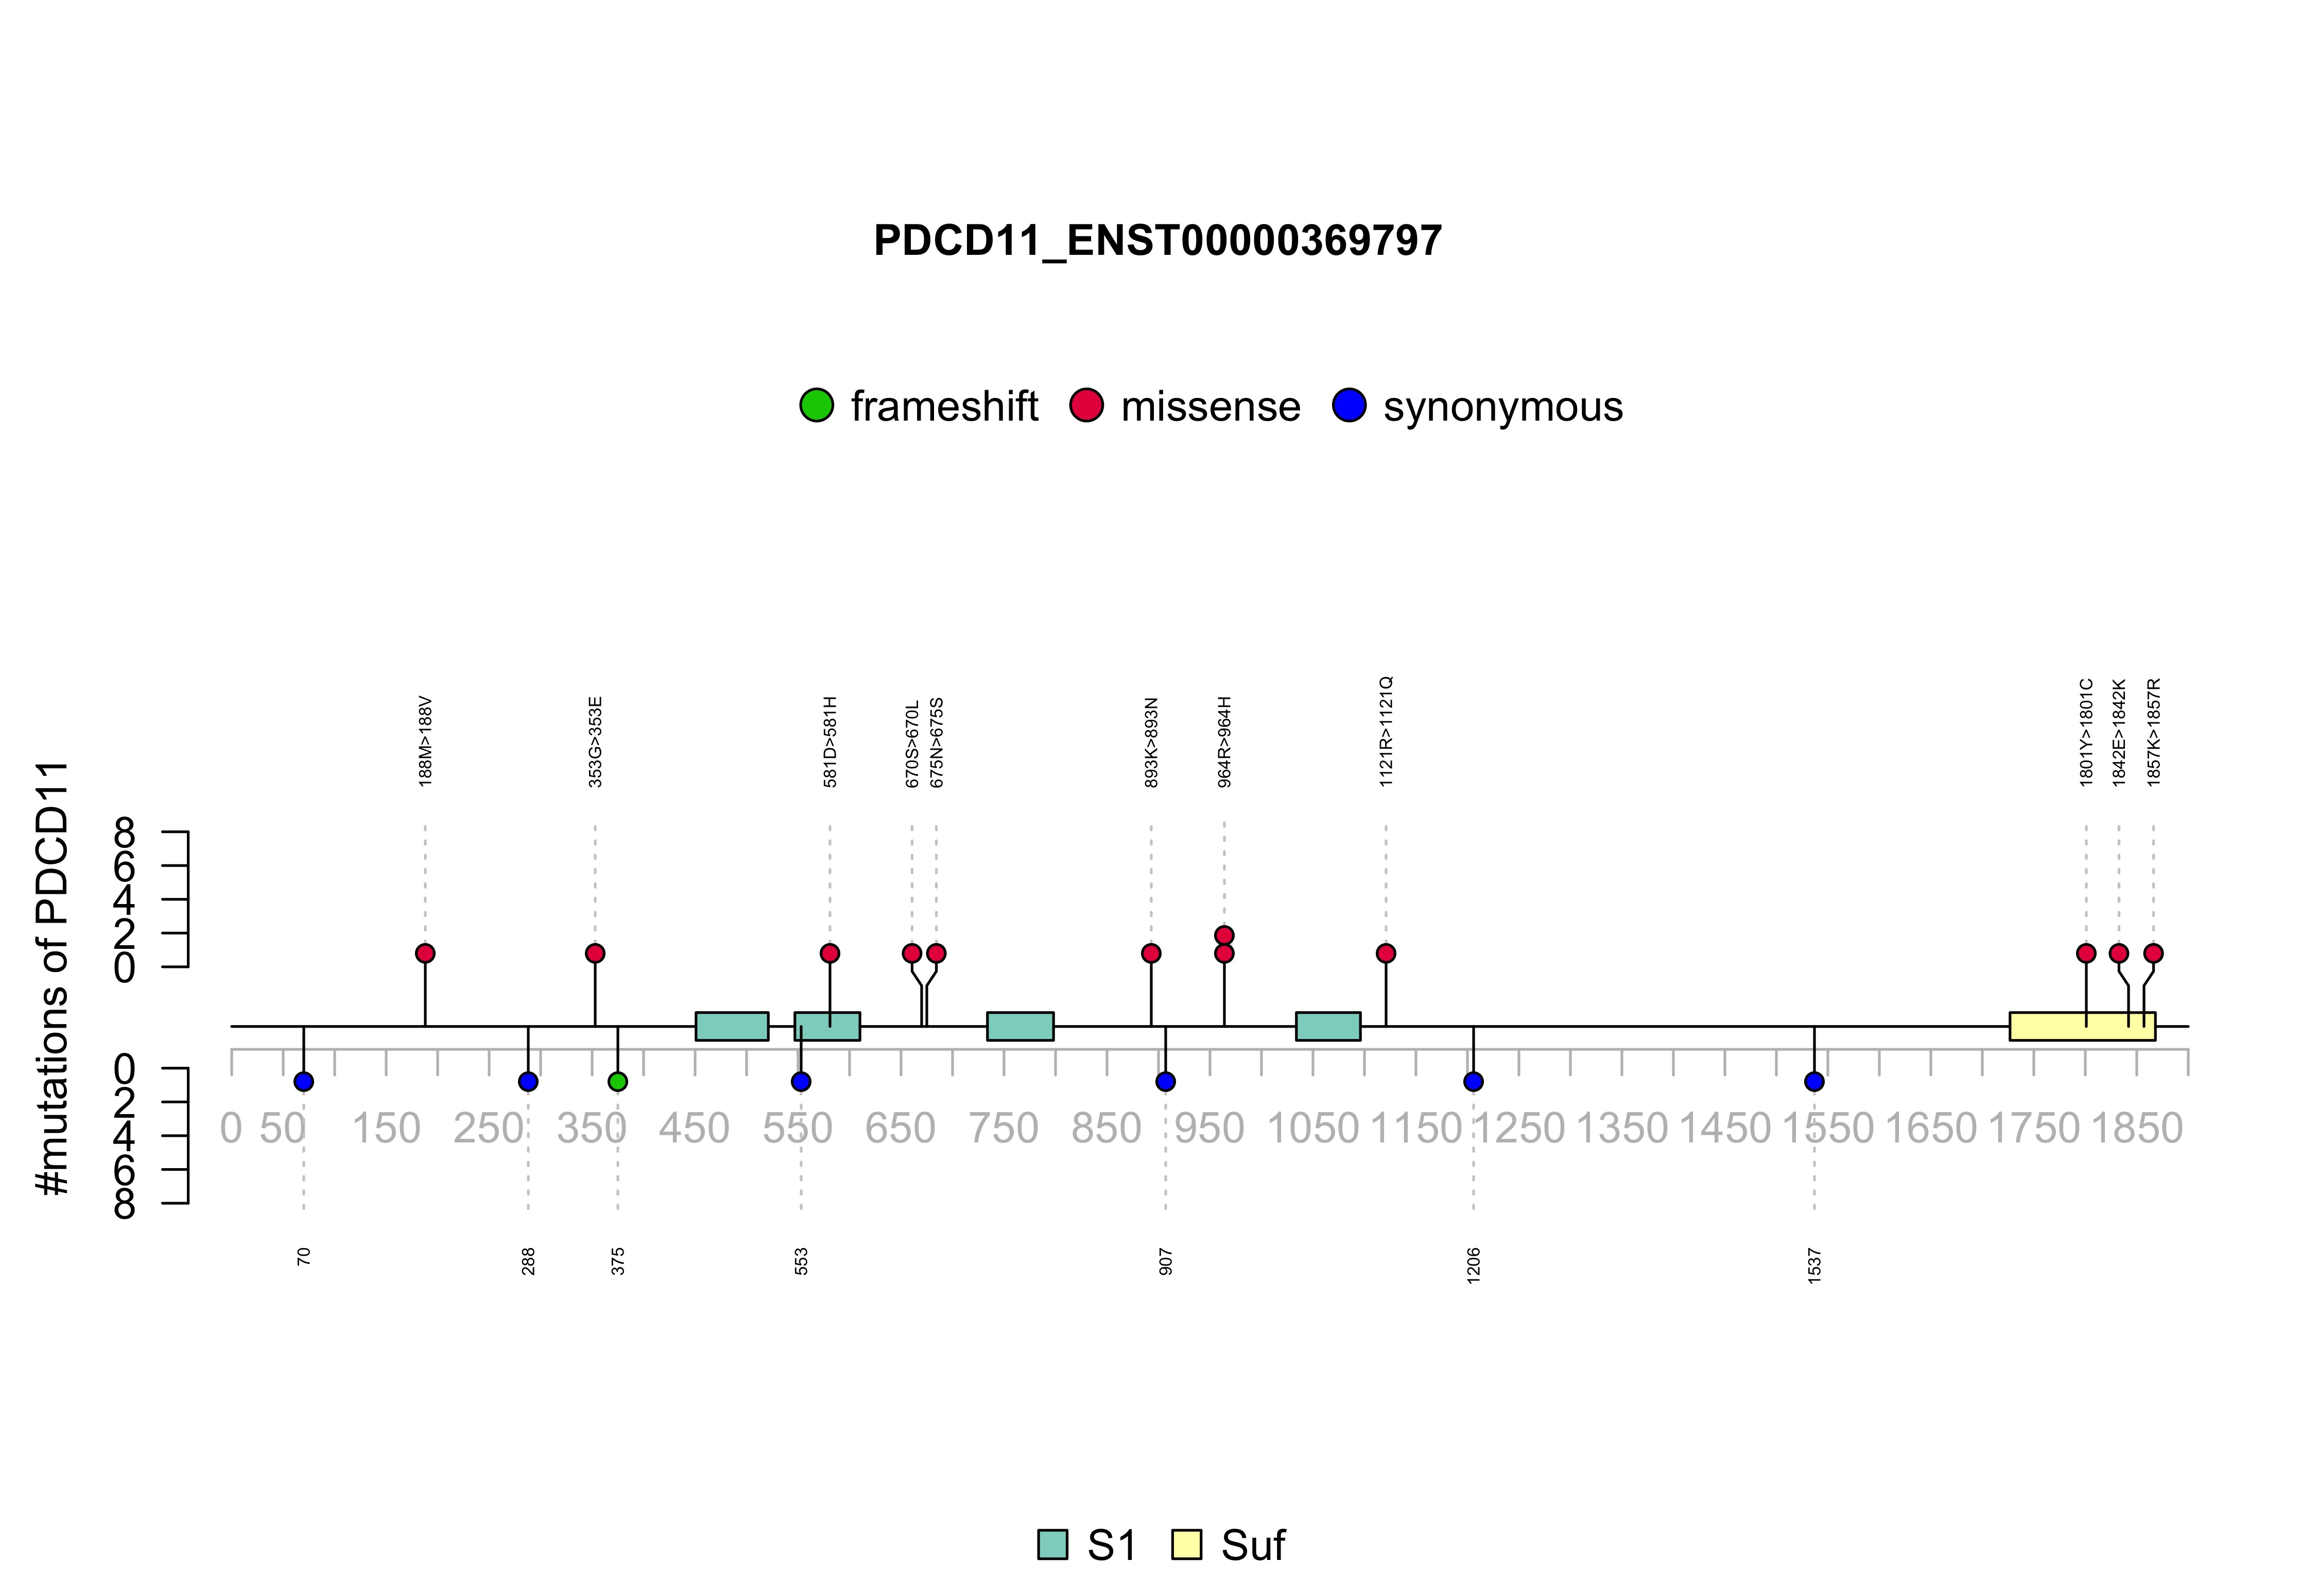 PDCD11_ENST00000369797
frameshift missense synonymous
188M>188V
353G>353E
581D>581H
670S>670L
675N>675S
893K>893N
964R>964H
1121R>1121Q
1801Y>1801C
1842E>1842K
1857K>1857R
#mutations of PDCD11
8
6
4
2
0
0
2
4
6
8
0 50 150 250 350 450 550 650 750 850 950 1050 1150 1250 1350 1450 1550 1650 1750 1850
70
288
375
553
907
1206
1537
S1 Suf